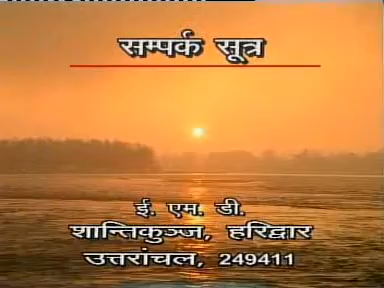 सम्पर्क सूत्र
ई. एम. डी.
शान्तिकुञ्ज, हरिद्वार
उत्तरांचल, 249411